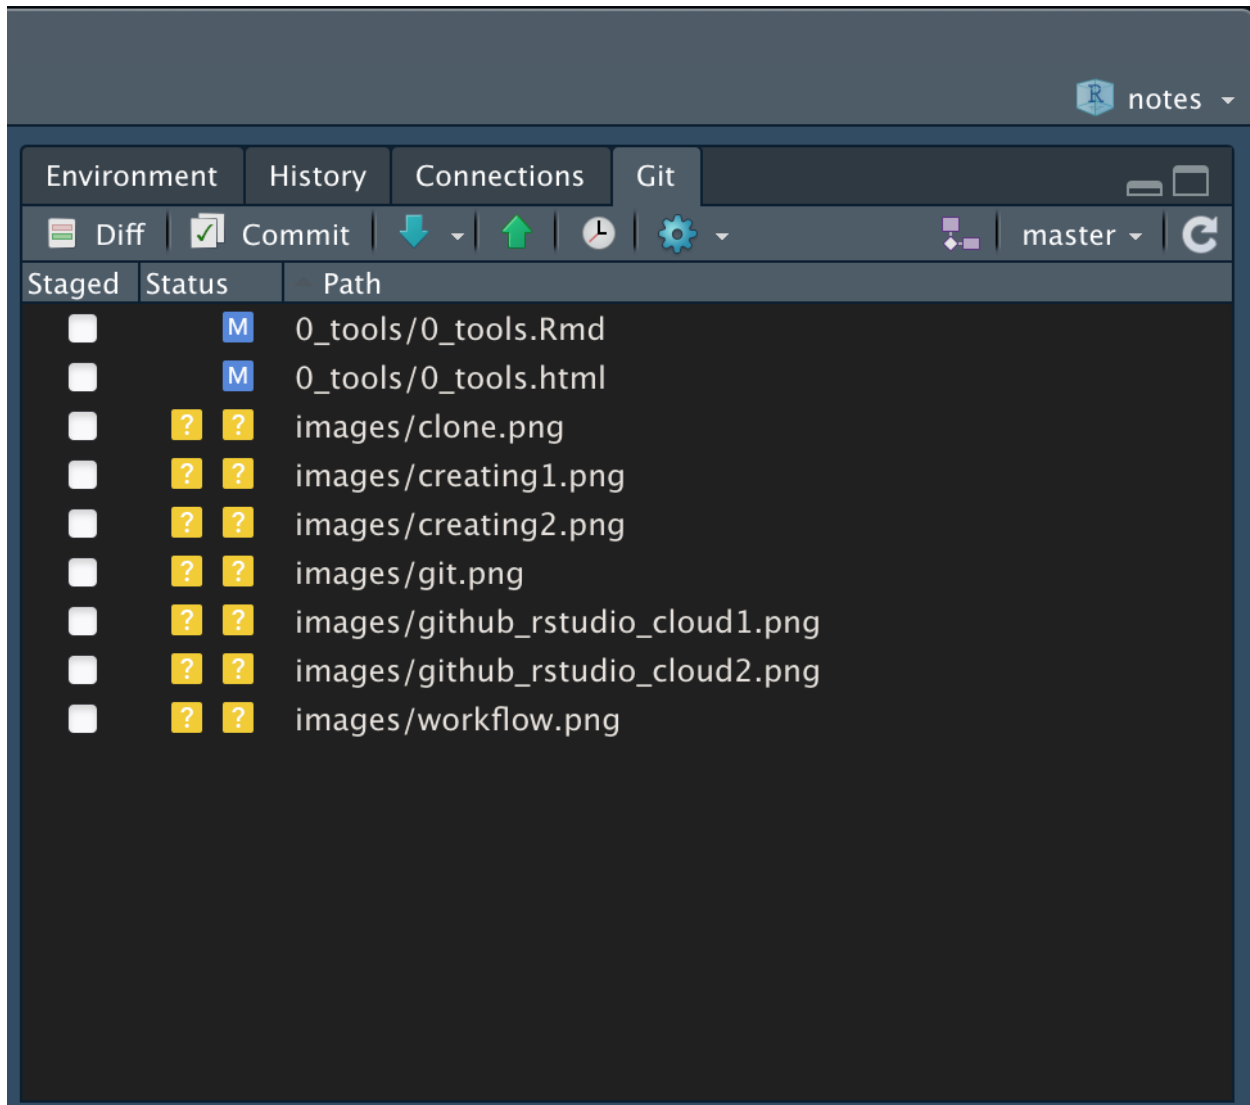 R notes
Environment History Connections Git
Diff Commit master
Staged Status Path
M 0_tools/0_tools.Rmd
M 0_tools/0_tools.html
? ? images/clone.png
? ? images/creating1.png
? ? images/creating2.png
? ? images/git.png
? ? images/github_rstudio_cloud1.png
? ? images/github_rstudio_cloud2.png
? ? images/workflow.png